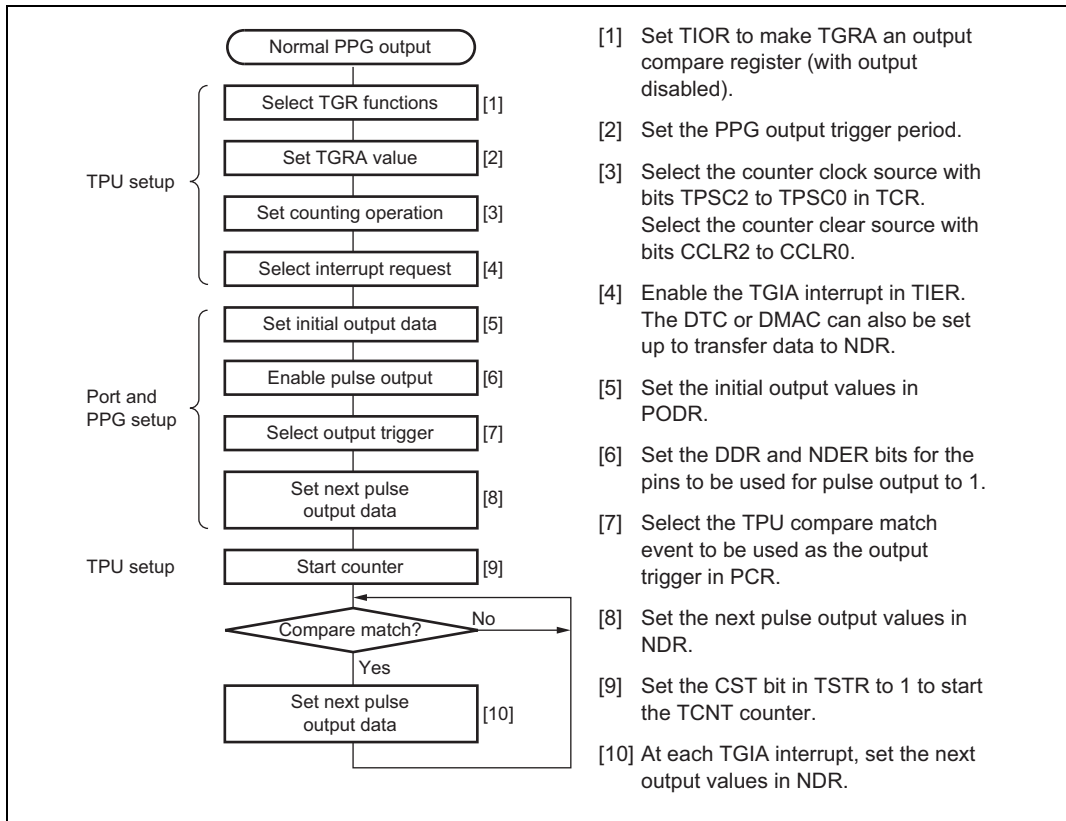 Normal PPG output
Select TGR functions [1]
Set TGRA value [2]
TPU setup
Set counting operation [3]
Select interrupt request [4]
Set initial output data [5]
Enable pulse output [6]
Port and
PPG setup
Select output trigger [7]
Set next pulse
output data
[8]
TPU setup
Start counter [9]
Compare match?
No
Yes
Set next pulse
output data
[10]
[1] Set TIOR to make TGRA an output
compare register (with output
disabled).
[2] Set the PPG output trigger period.
[3] Select the counter clock source with
bits TPSC2 to TPSC0 in TCR.
Select the counter clear source with
bits CCLR2 to CCLR0.
[4] Enable the TGIA interrupt in TIER.
The DTC or DMAC can also be set
up to transfer data to NDR.
[5] Set the initial output values in
PODR.
[6] Set the DDR and NDER bits for the
pins to be used for pulse output to 1.
[7] Select the TPU compare match
event to be used as the output
trigger in PCR.
[8] Set the next pulse output values in
NDR.
[9] Set the CST bit in TSTR to 1 to start
the TCNT counter.
[10] At each TGIA interrupt, set the next
output values in NDR.